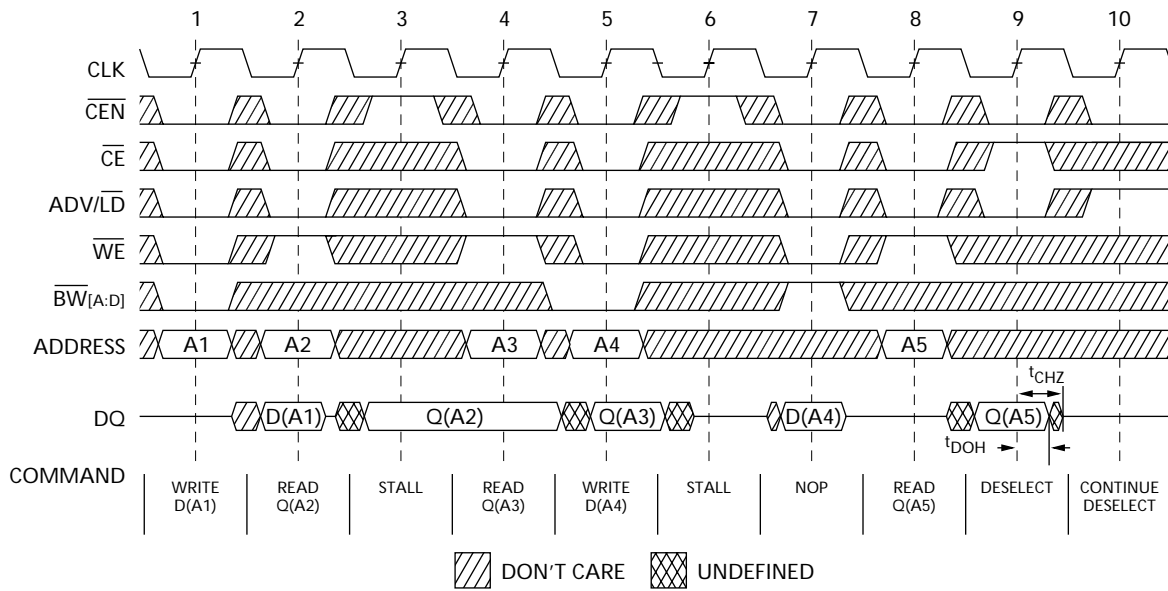 1 2 3 4 5 6 7 8 9 10
CLK
CEN
CE
ADV/LD
WE
BW[A:D]
ADDRESS A1 A2 A3 A4 A5
tCHZ
DQ D(A1) Q(A2) Q(A3) D(A4) Q(A5)
tDOH
COMMAND
WRITE READ STALL READ WRITE STALL NOP READ DESELECT CONTINUE
D(A1) Q(A2) Q(A3) D(A4) Q(A5) DESELECT
DON'T CARE UNDEFINED